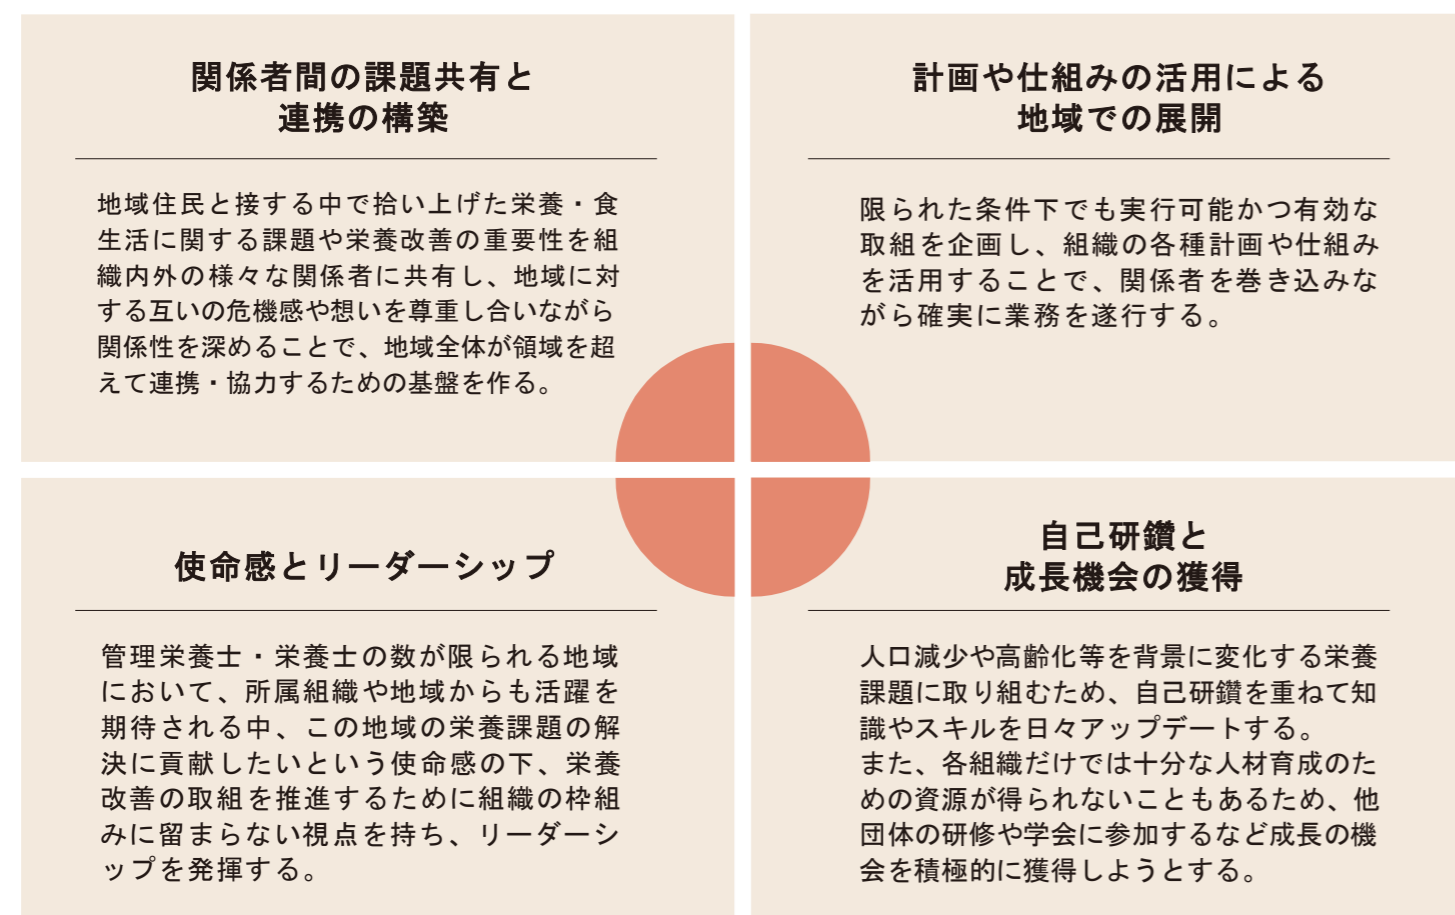 関係者間の課題共有と
連携の構築
地域住民と接する中で拾い上げた栄養・食
生活に関する課題や栄養改善の重要性を組
織内外の様々な関係者に共有し、地域に対
する互いの危機感や想いを尊重し合いながら
関係性を深めることで、地域全体が領域を超
えて連携・協力するための基盤を作る。
計画や仕組みの活用による
地域での展開
限られた条件下でも実行可能かつ有効な
取組を企画し、組織の各種計画や仕組み
を活用することで、関係者を巻き込みな
がら確実に業務を遂行する。
使命感とリーダーシップ
管理栄養士・栄養士の数が限られる地域
において、所属組織や地域からも活躍を
期待される中、この地域の栄養課題の解
決に貢献したいという使命感の下、栄養
改善の取組を推進するために組織の枠組
みに留まらない視点を持ち、リーダーシ
ップを発揮する。
自己研鑽と
成長機会の獲得
人口減少や高齢化等を背景に変化する栄養
課題に取り組むため、自己研鑽を重ねて知
識やスキルを日々アップデートする。
また、各組織だけでは十分な人材育成のた
めの資源が得られないこともあるため、他
団体の研修や学会に参加するなど成長の機
会を積極的に獲得しようとする。